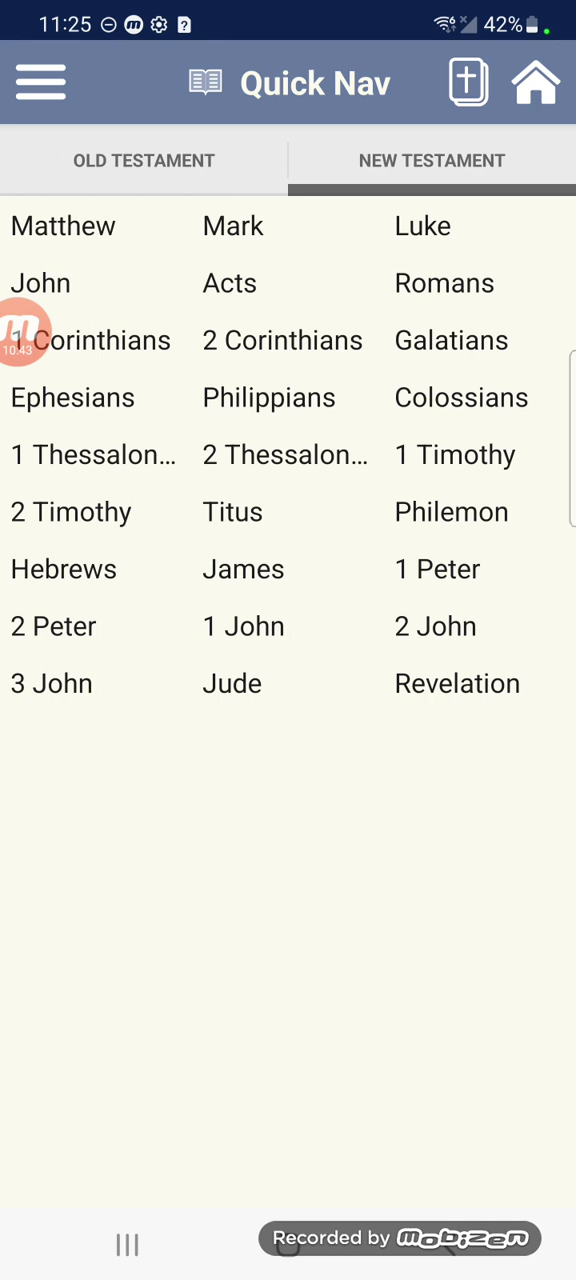 11:25 42%
Quick Nav
OLD TESTAMENT NEW TESTAMENT
Matthew Mark Luke
John Acts Romans
1 Corinthians 2 Corinthians Galatians
10:43
Ephesians Philippians Colossians
1 Thessalon... 2 Thessalon... 1 Timothy
2 Timothy Titus Philemon
Hebrews James 1 Peter
2 Peter 1 John 2 John
3 John Jude Revelation
Recorded by mobizen